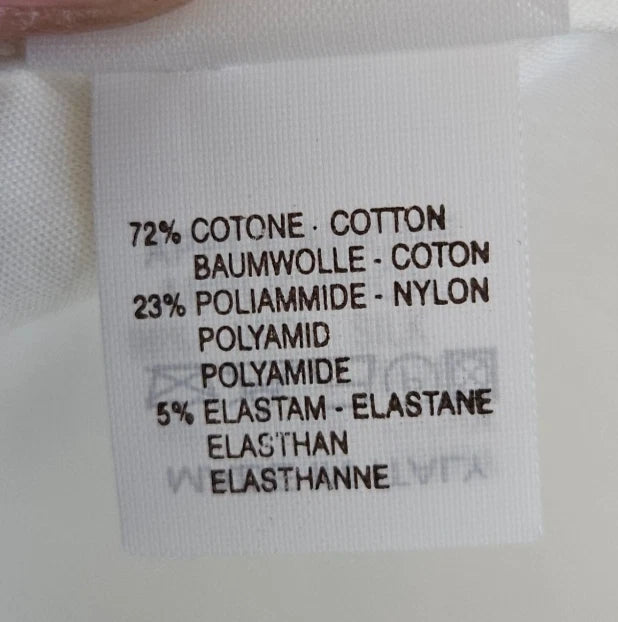 72% COTONE · COTTON
BAUMWOLLE - COTON
23% POLIAMMIDE - NYLON
POLYAMID
POLYAMIDE
5% ELASTAM - ELASTANE
ELASTHAN
ELASTHANNE